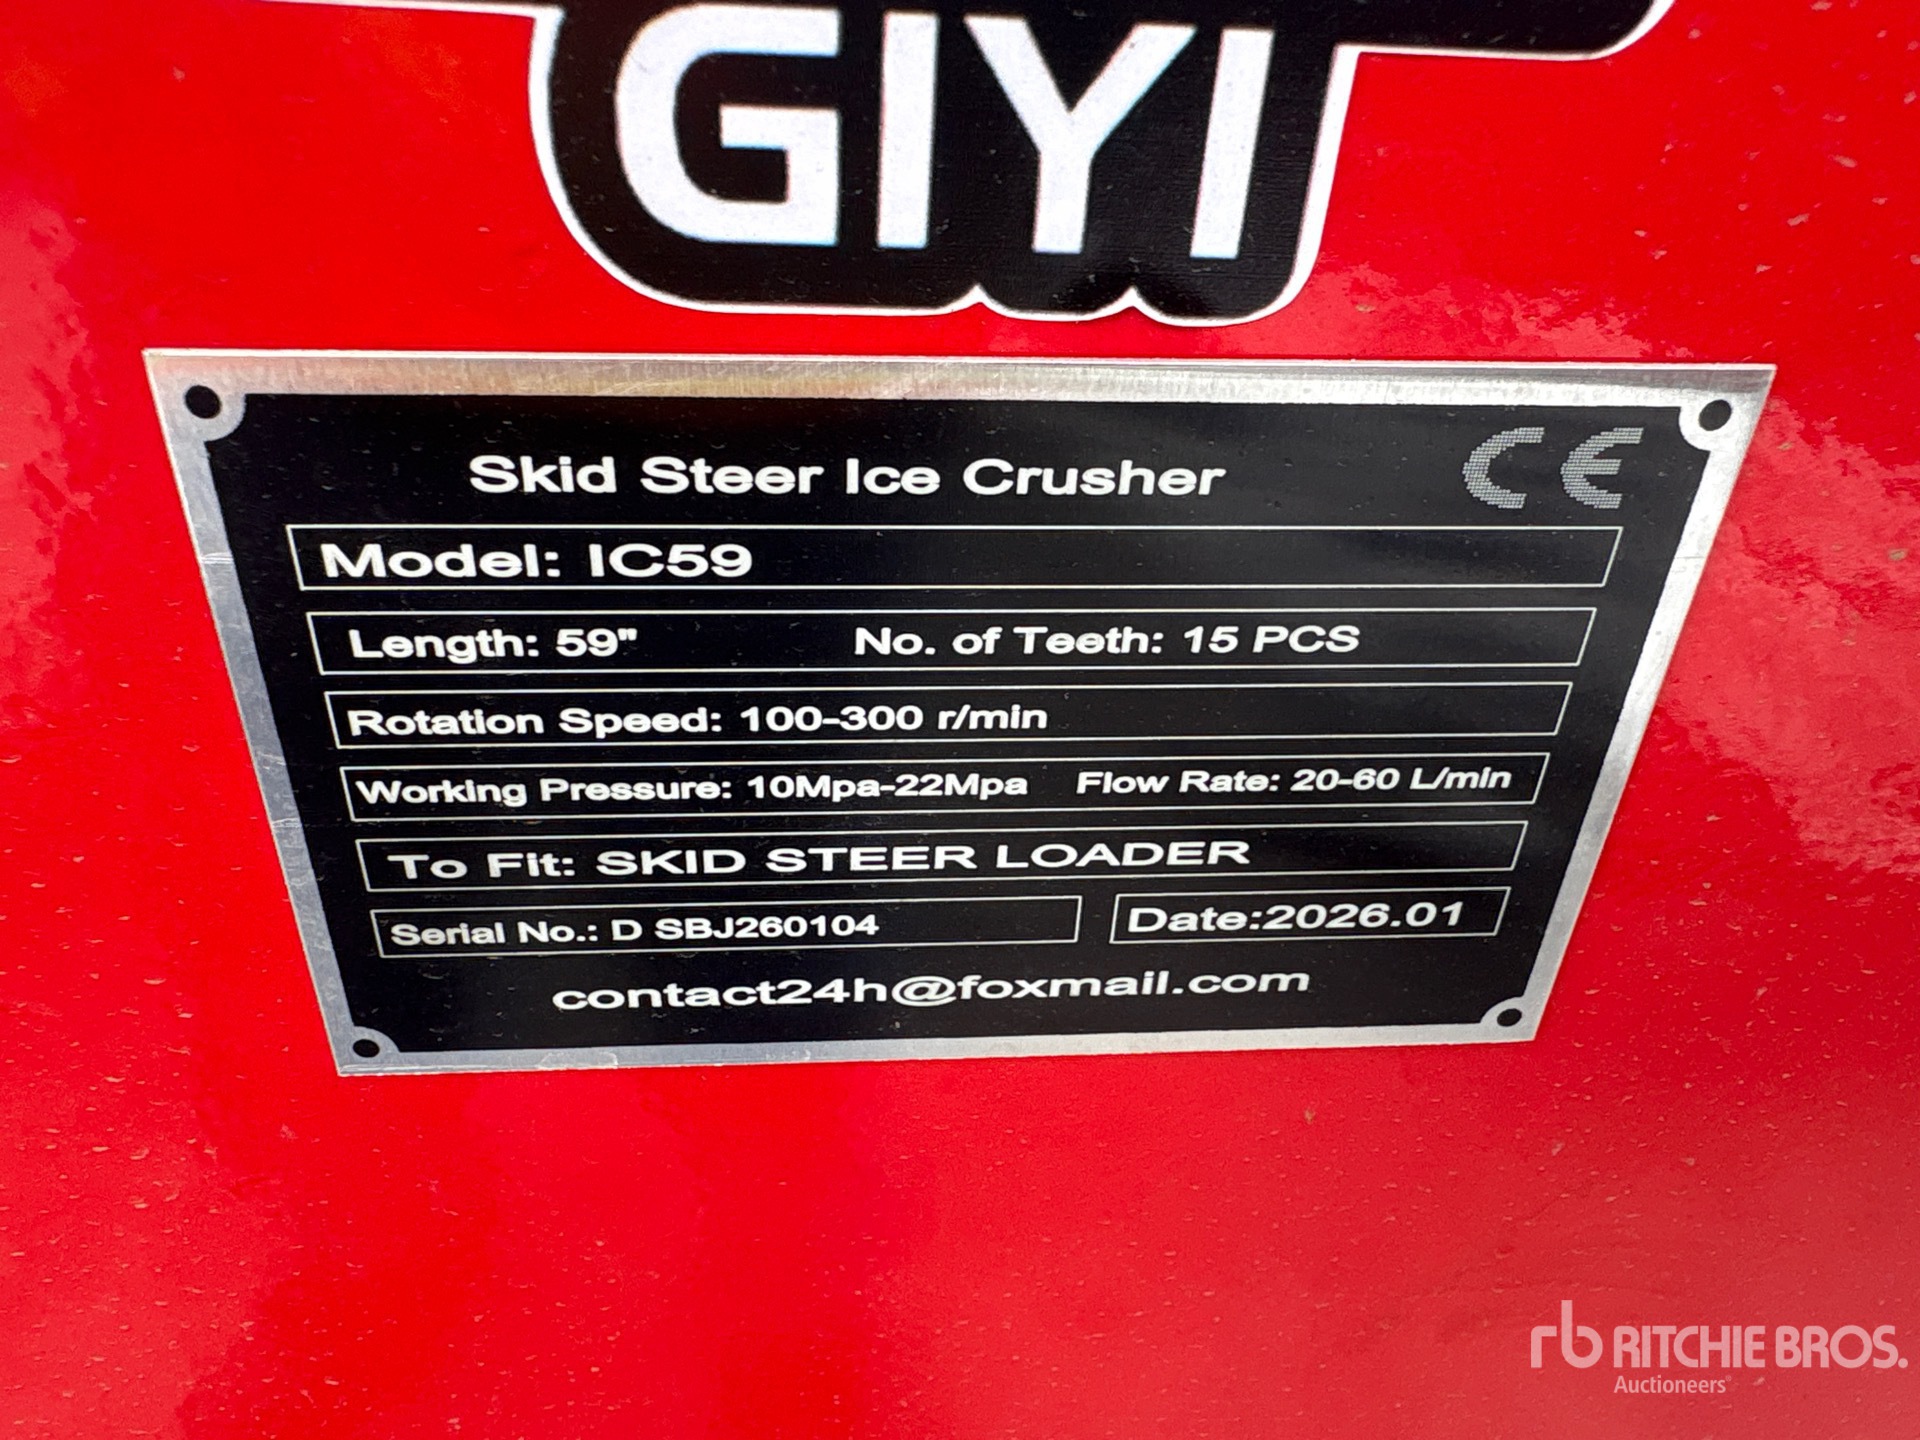 GIYI
Skid Steer Ice Crusher CE
Model: IC59
Length: 59" No. of Teeth: 15 PCS
Rotation Speed: 100-300 r/min
Working Pressure: 10Mpa-22Mpa Flow Rate: 20-60 L/min
To Fit: SKID STEER LOADER
Serial No.: D SBJ260104 Date:2026.01
contact24h@foxmail.com
rb RITCHIE BROS.
Auctioneers